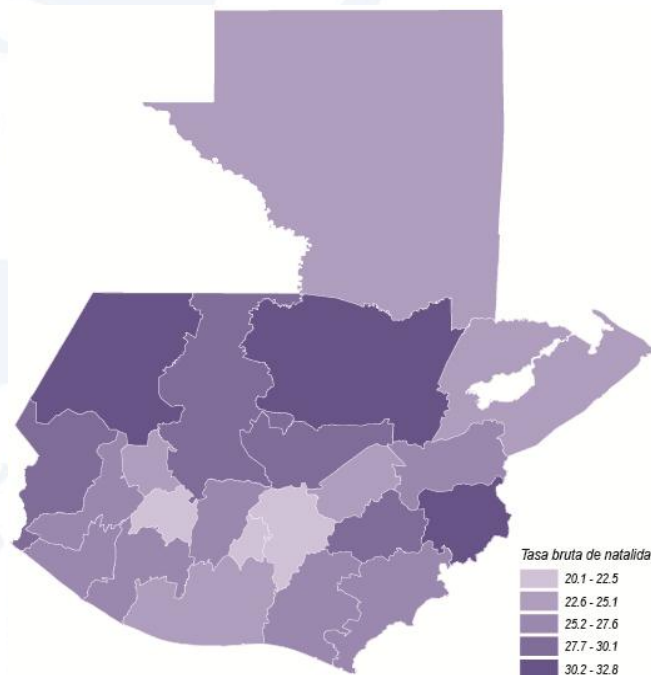 Tasa bruta de natalida
20.1 - 22.5
22.6 - 25.1
25.2 - 27.6
27.7 - 30.1
30.2 - 32.8